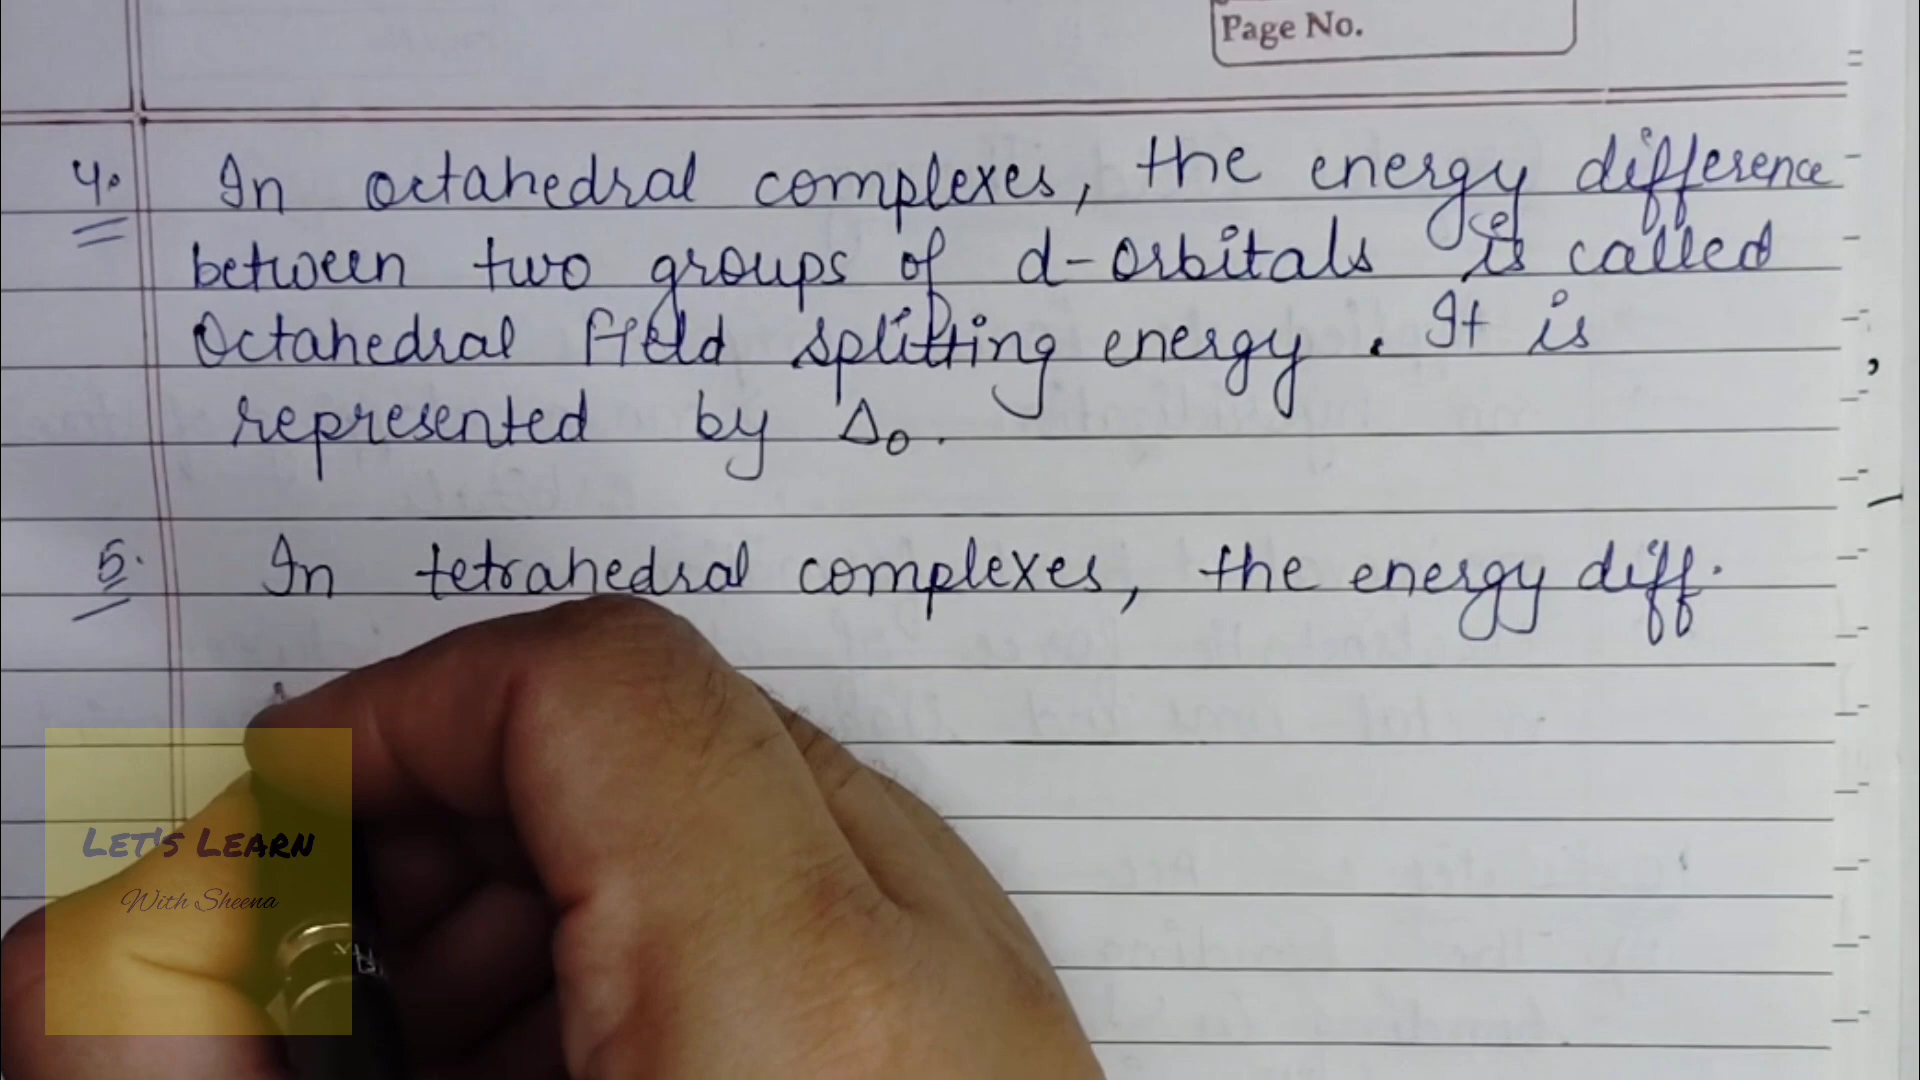 Page No.
4. In octahedral complexes, the energy difference
between two groups of d-orbitals is called
Octahedral Field splitting energy. It is
represented by Δo.
5. In tetrahedral complexes, the energy diff.
LET'S LEARN
With Sheena